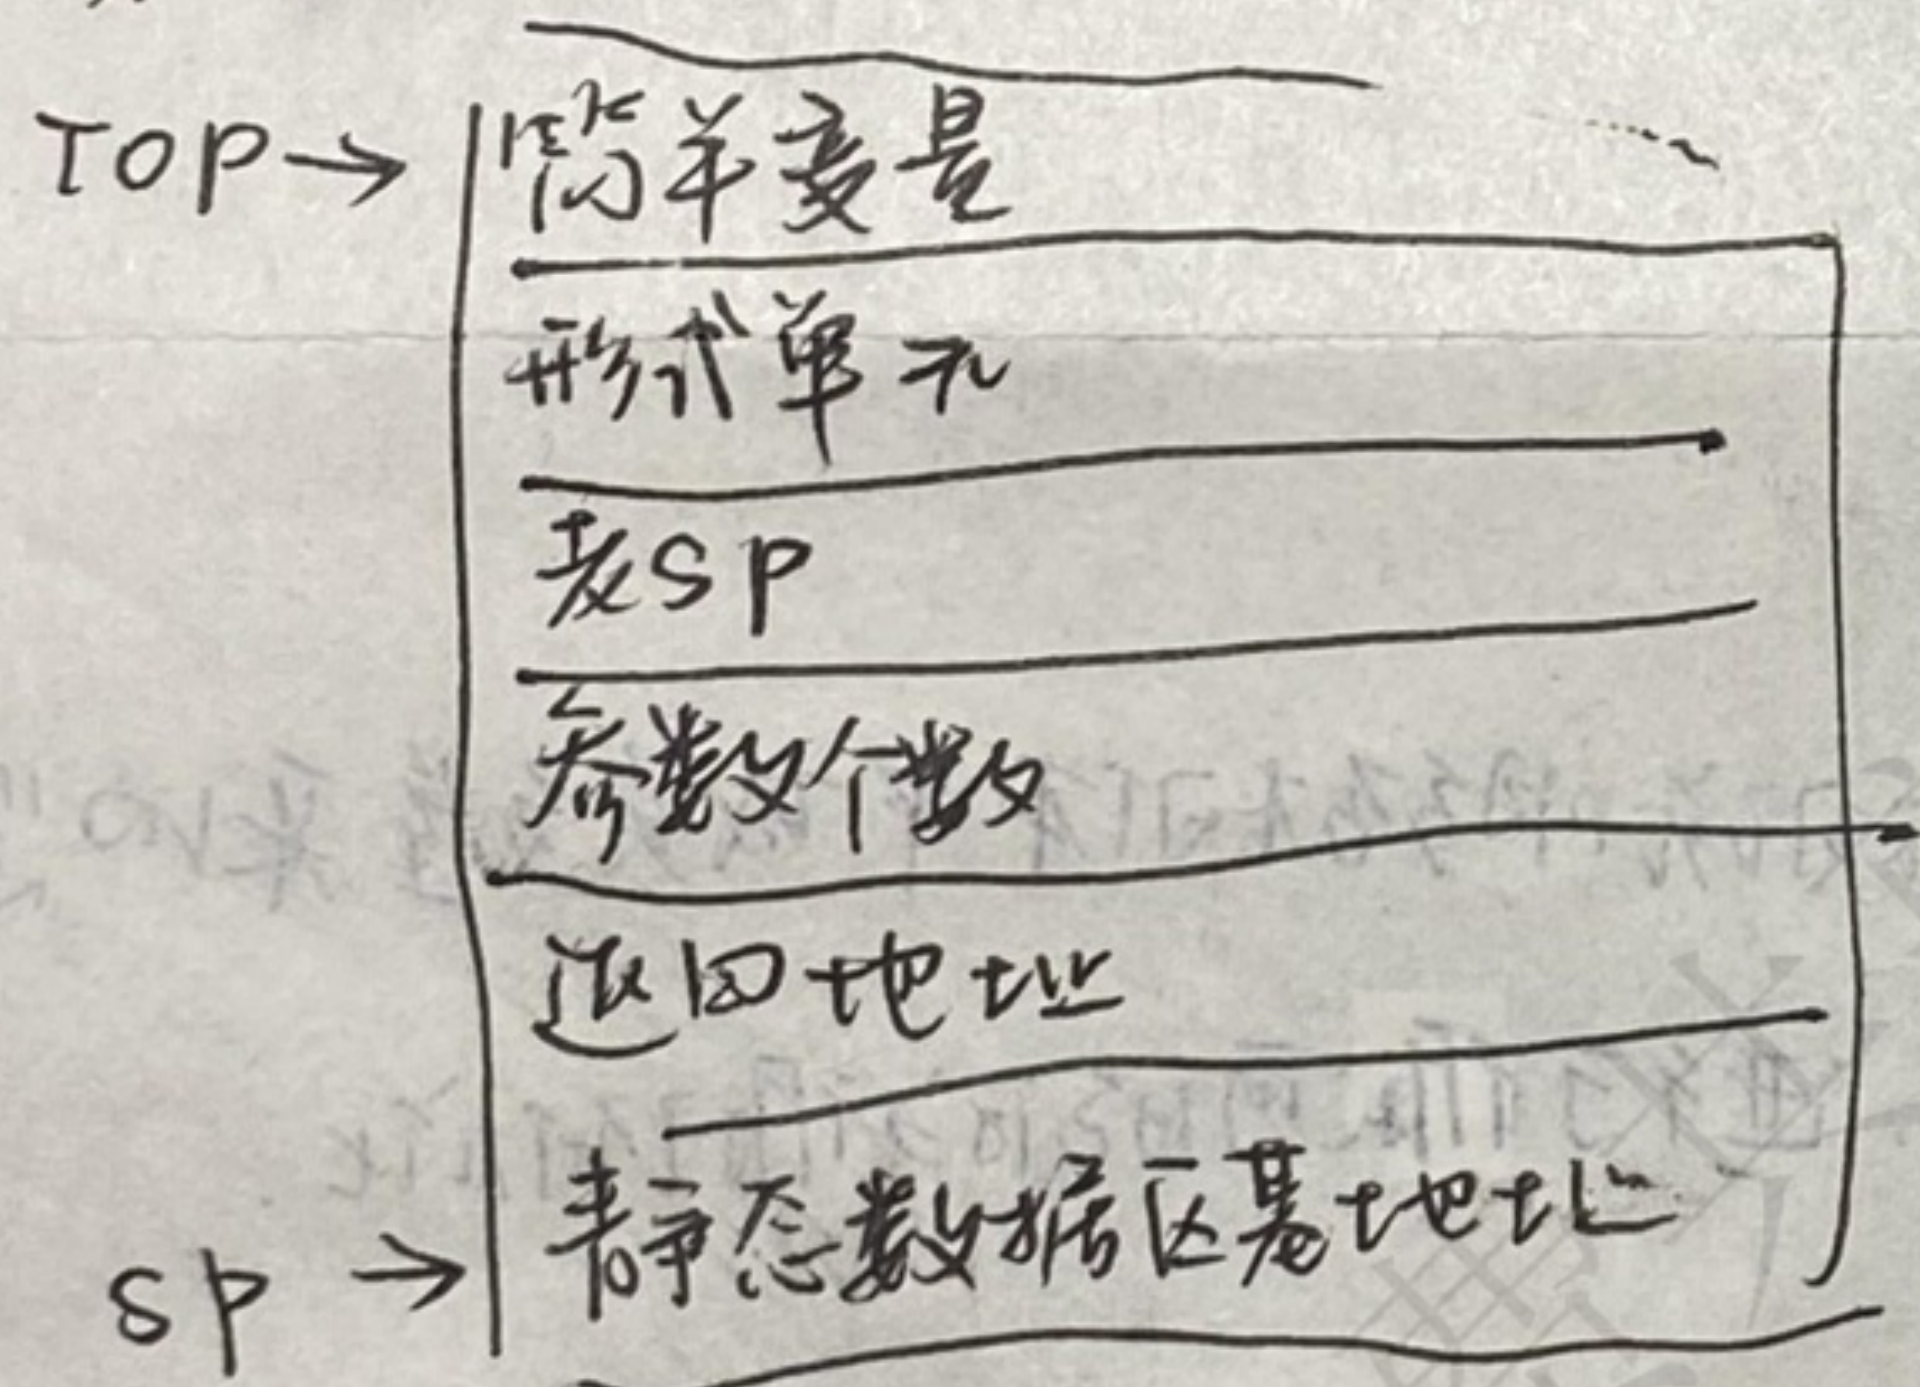 TOP→ 简单变量
形式单元
老SP
参数个数
返回地址
SP → 静态数据区基地址